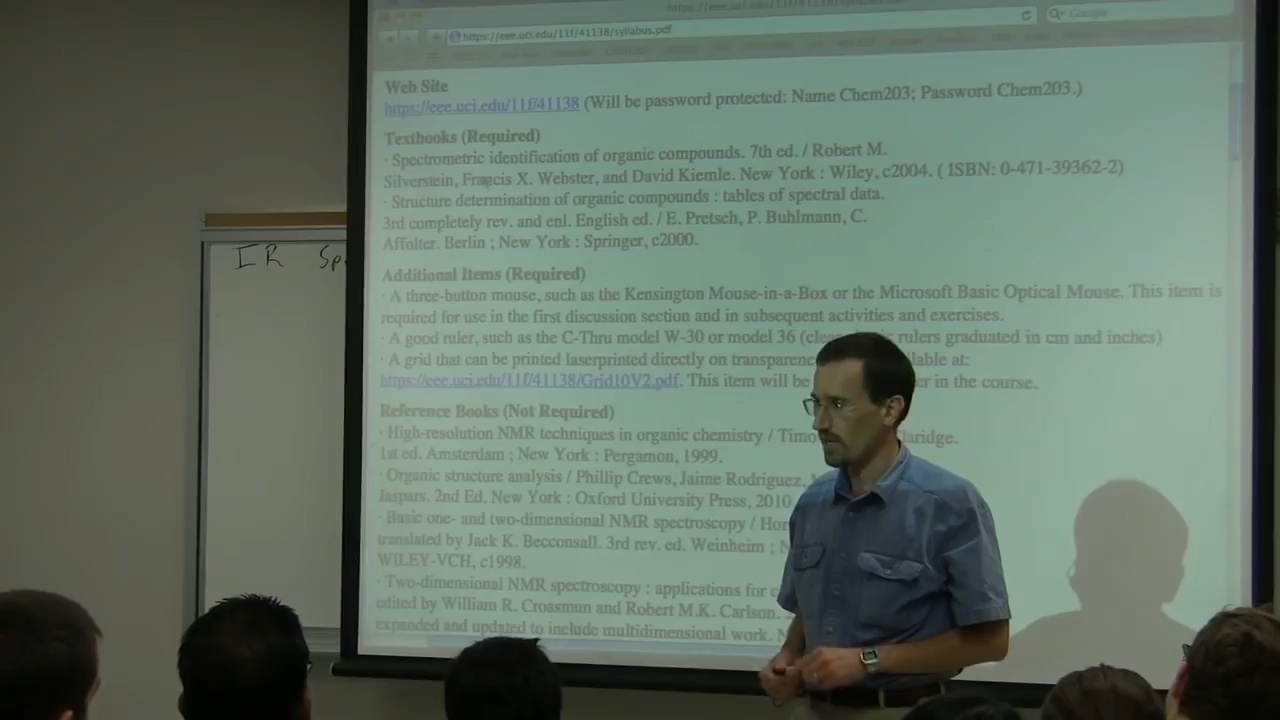 https://eee.uci.edu/11f/41138/syllabus.pdf
Google
Web Site
https://eee.uci.edu/11f/41138 (Will be password protected: Name Chem203; Password Chem203.)
Textbooks (Required)
· Spectrometric identification of organic compounds. 7th ed. / Robert M.
Silverstein, Francis X. Webster, and David Kiemle. New York : Wiley, c2004. ( ISBN: 0-471-39362-2)
· Structure determination of organic compounds : tables of spectral data.
3rd completely rev. and enl. English ed. / E. Pretsch, P. Buhlmann, C.
Affolter. Berlin ; New York : Springer, c2000.
IR Sp
Additional Items (Required)
· A three-button mouse, such as the Kensington Mouse-in-a-Box or the Microsoft Basic Optical Mouse. This item is
required for use in the first discussion section and in subsequent activities and exercises.
· A good ruler, such as the C-Thru model W-30 or model 36 (cle rulers graduated in cm and inches)
· A grid that can be printed laserprinted directly on transparenc lable at:
https://eee.uci.edu/11f/41138/Grid10V2.pdf. This item will be er in the course.
Reference Books (Not Required)
· High-resolution NMR techniques in organic chemistry / Timo laridge.
1st ed. Amsterdam ; New York : Pergamon, 1999.
· Organic structure analysis / Phillip Crews, Jaime Rodriguez,
Jaspars. 2nd Ed. New York : Oxford University Press, 2010
· Basic one- and two-dimensional NMR spectroscopy / Hor
translated by Jack K. Becconsall. 3rd rev. ed. Weinheim ; N
WILEY-VCH, c1998.
· Two-dimensional NMR spectroscopy : applications for c
edited by William R. Croasmun and Robert M.K. Carlson.
expanded and updated to include multidimensional work. N